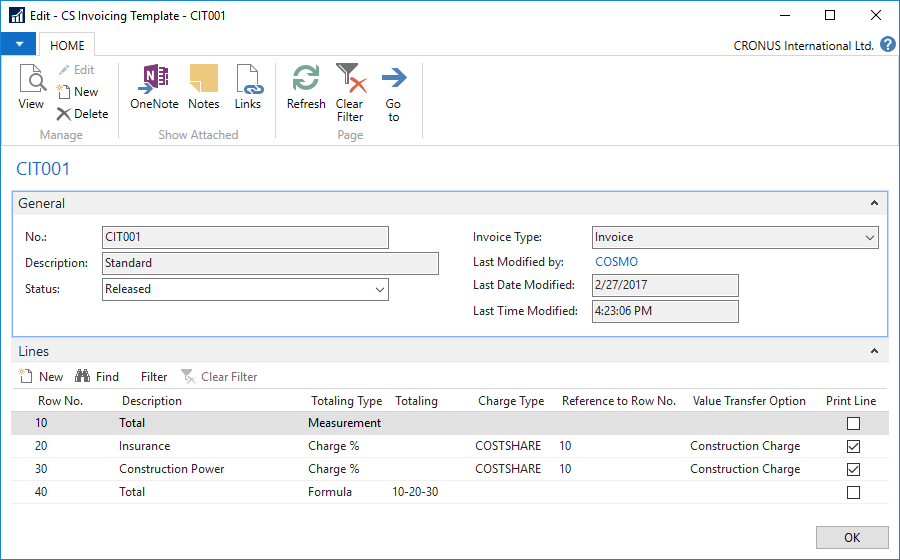 Edit - CS Invoicing Template - CIT001
HOME
CRONUS International Ltd.
View
Edit
New
Delete
Manage
OneNote
Notes
Links
Show Attached
Refresh
Clear Filter
Go to
Page
CIT001
General
No.: CIT001
Description: Standard
Status: Released
Invoice Type: Invoice
Last Modified by: COSMO
Last Date Modified: 2/27/2017
Last Time Modified: 4:23:06 PM
Lines
New Find Filter Clear Filter
Row No. Description Totaling Type Totaling Charge Type Reference to Row No. Value Transfer Option Print Line
10 Total Measurement
20 Insurance Charge % COSTSHARE 10 Construction Charge
30 Construction Power Charge % COSTSHARE 10 Construction Charge
40 Total Formula 10-20-30
OK